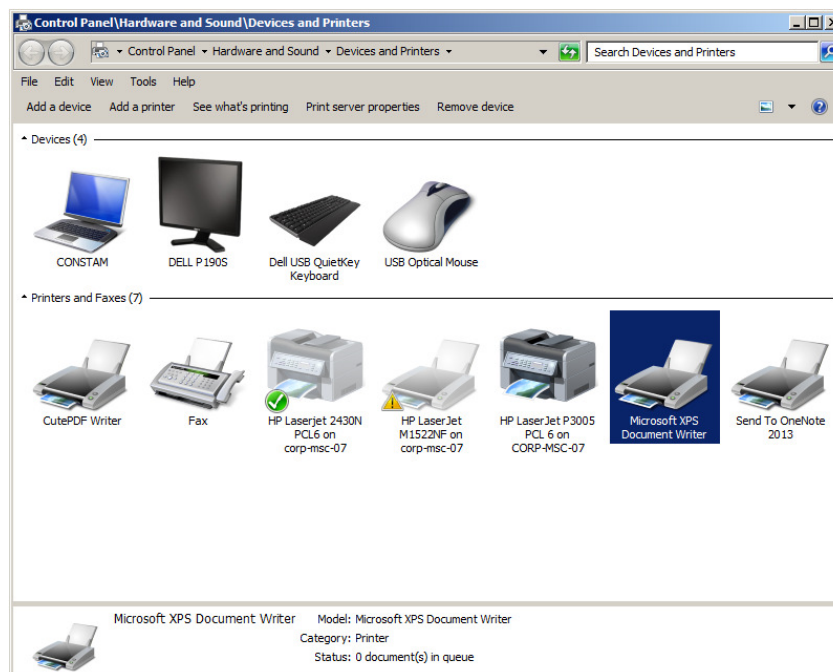 Control Panel\Hardware and Sound\Devices and Printers
Control Panel Hardware and Sound Devices and Printers Search Devices and Printers
File Edit View Tools Help
Add a device Add a printer See what's printing Print server properties Remove device
Devices (4)
CONSTAM DELL P190S Dell USB QuietKey USB Optical Mouse
Keyboard
Printers and Faxes (7)
CutePDF Writer Fax HP Laserjet 2430N HP LaserJet HP LaserJet P3005 Microsoft XPS Send To OneNote
PCL6 on M1522NF on PCL 6 on Document Writer 2013
corp-msc-07 corp-msc-07 CORP-MSC-07
Microsoft XPS Document Writer Model: Microsoft XPS Document Writer
Category: Printer
Status: 0 document(s) in queue